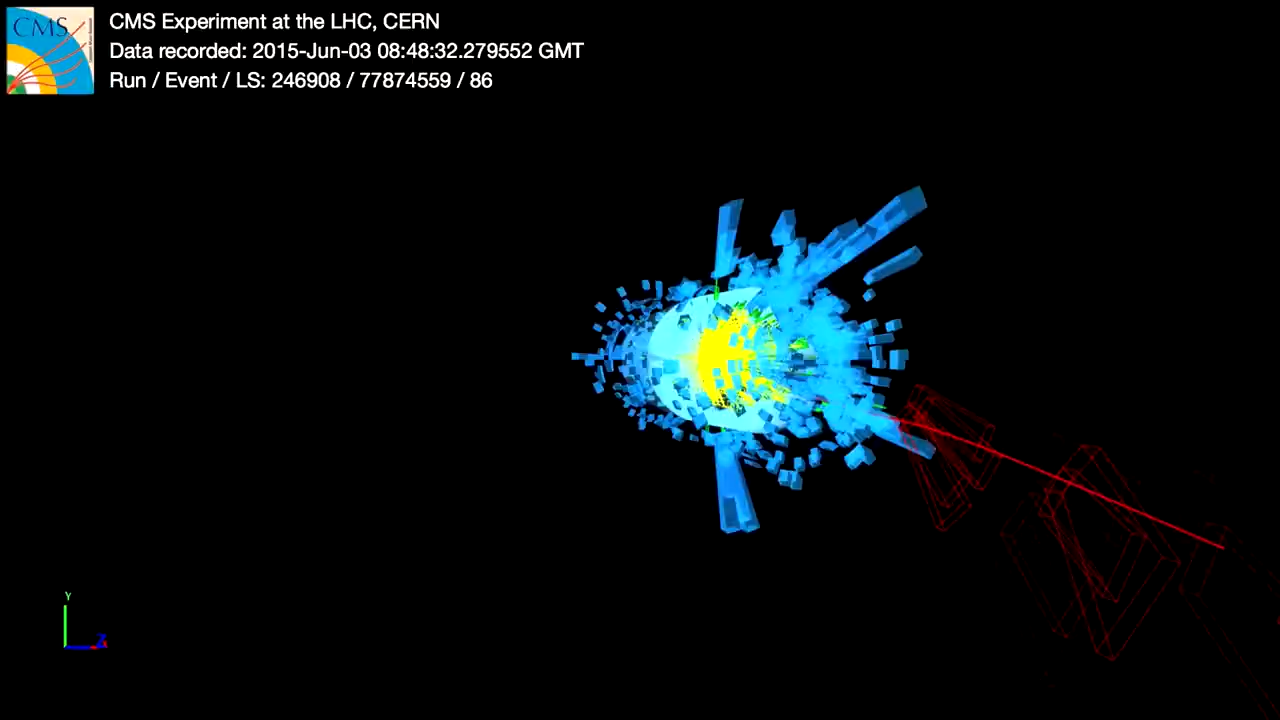 CMS
CMS Experiment at the LHC, CERN
Data recorded: 2015-Jun-03 08:48:32.279552 GMT
Run / Event / LS: 246908 / 77874559 / 86
Y
Z